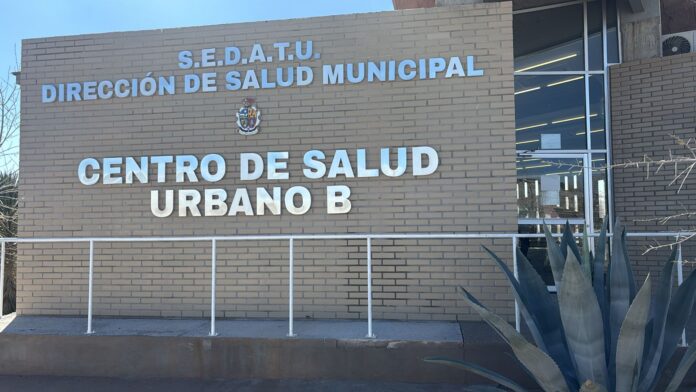 S.E.D.A.T.U.
DIRECCIÓN DE SALUD MUNICIPAL
CENTRO DE SALUD
URBANO B